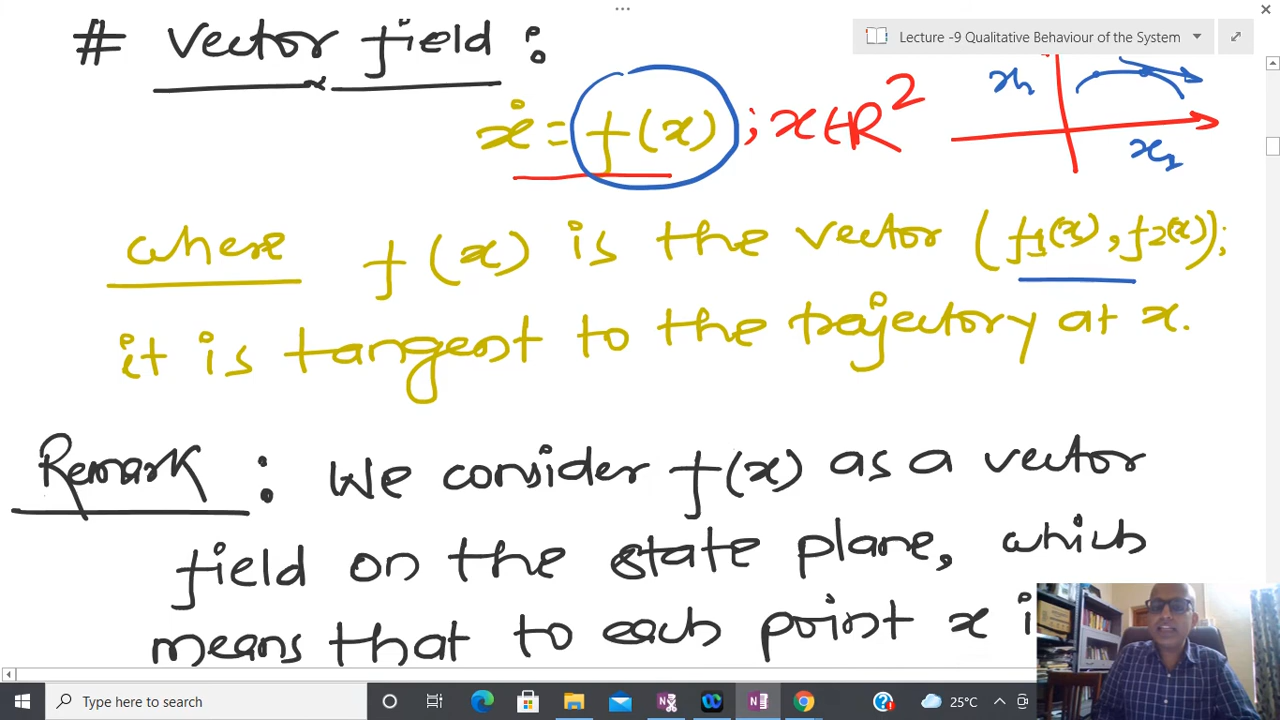 # Vector field :
Lecture -9 Qualitative Behaviour of the System
ẋ = f(x) ; x∈R²
x₂
x₁
where f(x) is the vector (f₁(x), f₂(x));
it is tangent to the trajectory at x.
Remark : We consider f(x) as a vector
field on the state plane, which
means that to each point x i
Type here to search
25°C